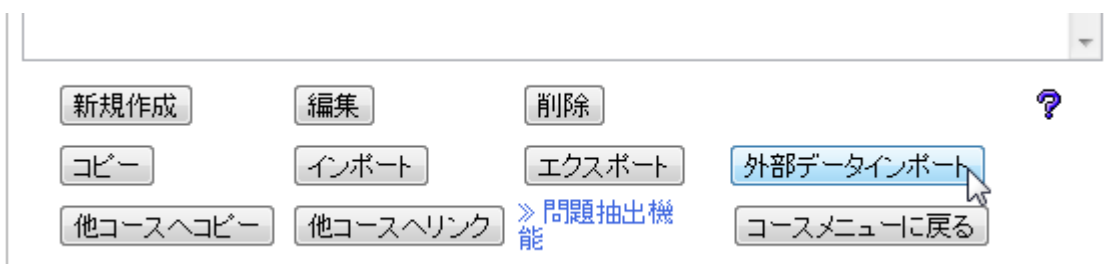 新規作成 編集 削除 ?
コピー インポート エクスポート 外部データインポート
他コースへコピー 他コースへリンク ≫問題抽出機 コースメニューに戻る
能